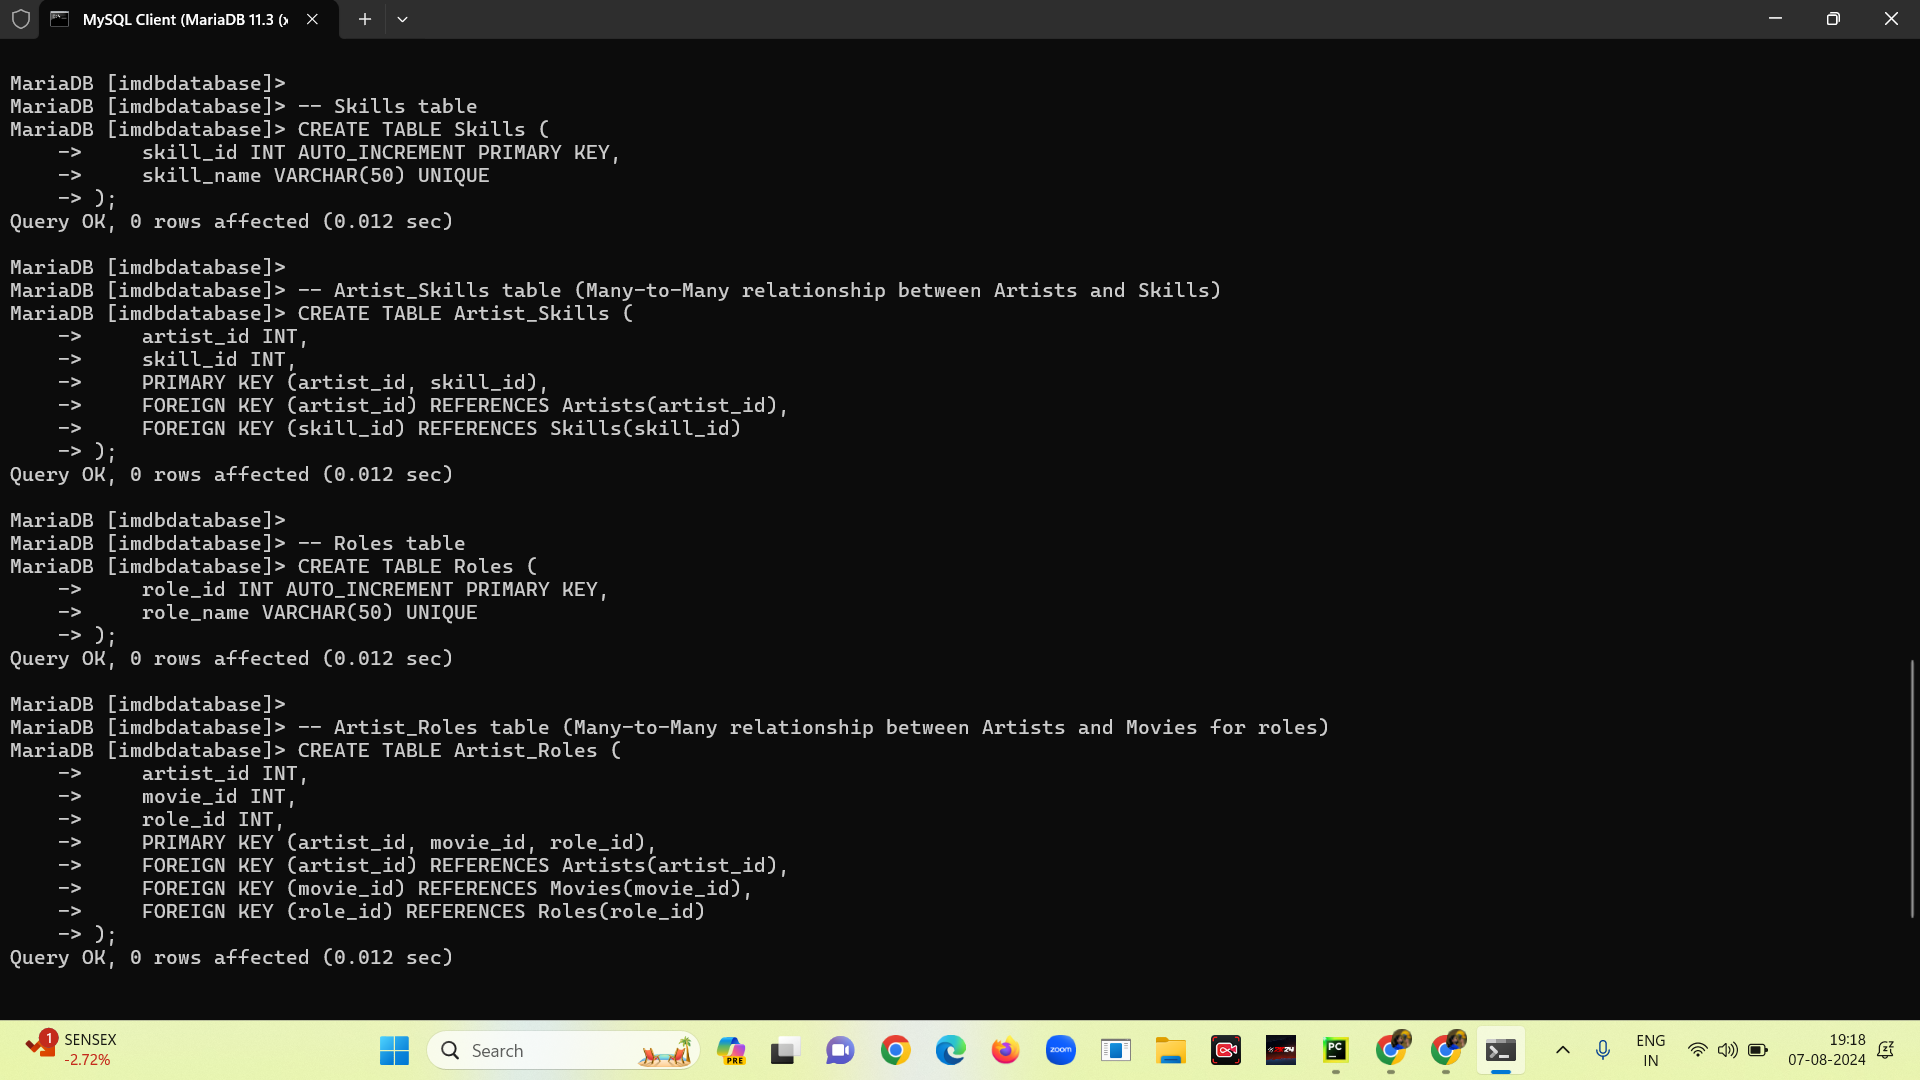 MySQL Client (MariaDB 11.3 (x
MariaDB [imdbdatabase]>
MariaDB [imdbdatabase]> -- Skills table
MariaDB [imdbdatabase]> CREATE TABLE Skills (
    ->     skill_id INT AUTO_INCREMENT PRIMARY KEY,
    ->     skill_name VARCHAR(50) UNIQUE
    -> );
Query OK, 0 rows affected (0.012 sec)
MariaDB [imdbdatabase]>
MariaDB [imdbdatabase]> -- Artist_Skills table (Many-to-Many relationship between Artists and Skills)
MariaDB [imdbdatabase]> CREATE TABLE Artist_Skills (
    ->     artist_id INT,
    ->     skill_id INT,
    ->     PRIMARY KEY (artist_id, skill_id),
    ->     FOREIGN KEY (artist_id) REFERENCES Artists(artist_id),
    ->     FOREIGN KEY (skill_id) REFERENCES Skills(skill_id)
    -> );
Query OK, 0 rows affected (0.012 sec)
MariaDB [imdbdatabase]>
MariaDB [imdbdatabase]> -- Roles table
MariaDB [imdbdatabase]> CREATE TABLE Roles (
    ->     role_id INT AUTO_INCREMENT PRIMARY KEY,
    ->     role_name VARCHAR(50) UNIQUE
    -> );
Query OK, 0 rows affected (0.012 sec)
MariaDB [imdbdatabase]>
MariaDB [imdbdatabase]> -- Artist_Roles table (Many-to-Many relationship between Artists and Movies for roles)
MariaDB [imdbdatabase]> CREATE TABLE Artist_Roles (
    ->     artist_id INT,
    ->     movie_id INT,
    ->     role_id INT,
    ->     PRIMARY KEY (artist_id, movie_id, role_id),
    ->     FOREIGN KEY (artist_id) REFERENCES Artists(artist_id),
    ->     FOREIGN KEY (movie_id) REFERENCES Movies(movie_id),
    ->     FOREIGN KEY (role_id) REFERENCES Roles(role_id)
    -> );
Query OK, 0 rows affected (0.012 sec)
1 SENSEX
-2.72%
Search
PRE
zoom
PC
ENG
IN
19:18
07-08-2024